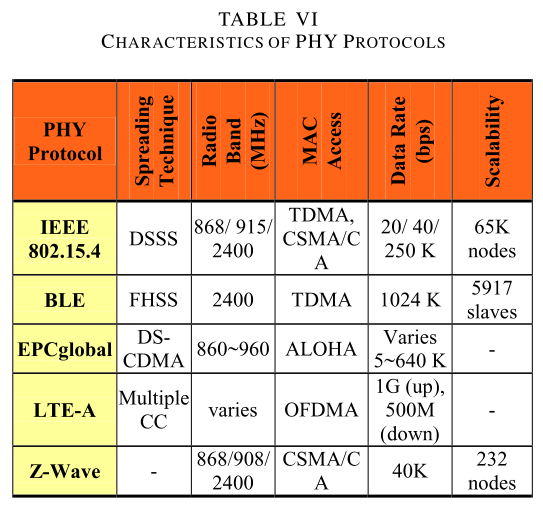 TABLE VI
CHARACTERISTICS OF PHY PROTOCOLS
PHY Protocol | Spreading Technique | Radio Band (MHz) | MAC Access | Data Rate (bps) | Scalability
IEEE 802.15.4 | DSSS | 868/ 915/ 2400 | TDMA, CSMA/CA | 20/ 40/ 250 K | 65K nodes
BLE | FHSS | 2400 | TDMA | 1024 K | 5917 slaves
EPCglobal | DS-CDMA | 860~960 | ALOHA | Varies 5~640 K | -
LTE-A | Multiple CC | varies | OFDMA | 1G (up), 500M (down) | -
Z-Wave | - | 868/908/ 2400 | CSMA/CA | 40K | 232 nodes